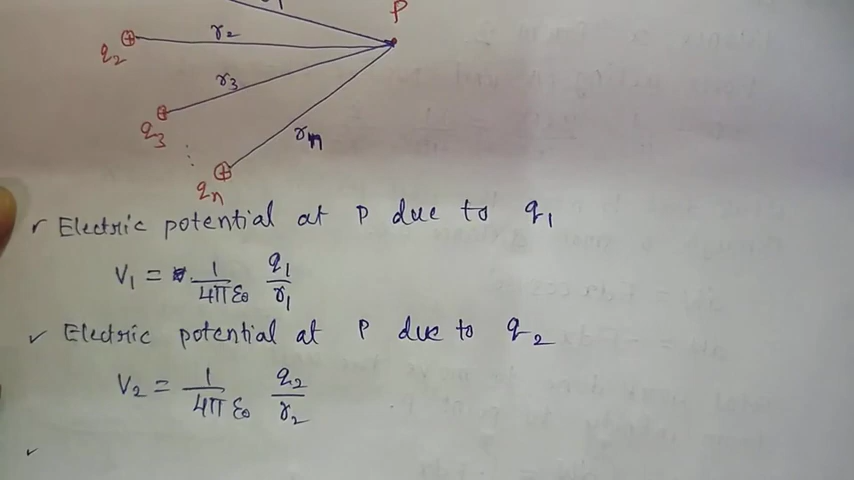 P
r2
q2
r3
q3
rn
qn
Electric potential at P due to q1
V1 = 1/4πε0 q1/r1
✓ Electric potential at P due to q2
V2 = 1/4πε0 q2/r2
✓